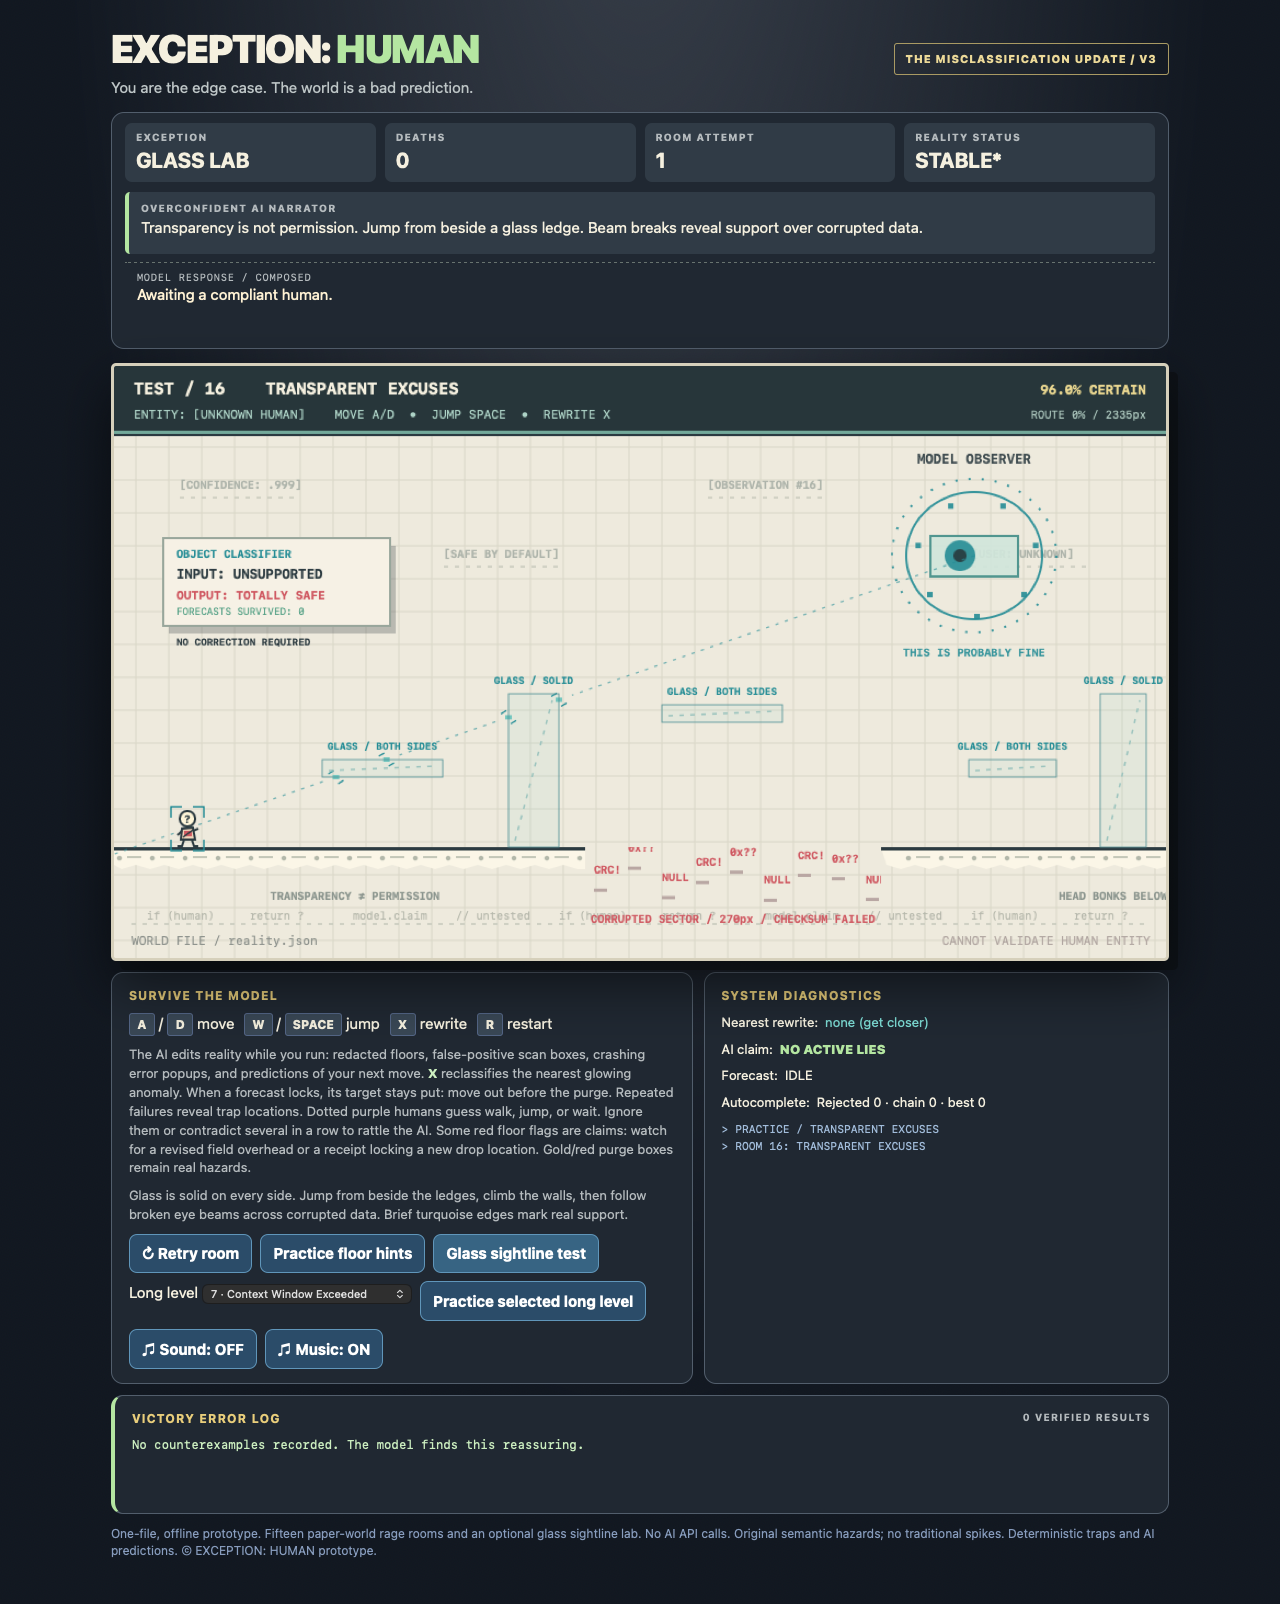 EXCEPTION: HUMAN
You are the edge case. The world is a bad prediction.
THE MISCLASSIFICATION UPDATE / V3
EXCEPTION
GLASS LAB
DEATHS
0
ROOM ATTEMPT
1
REALITY STATUS
STABLE*
OVERCONFIDENT AI NARRATOR
Transparency is not permission. Jump from beside a glass ledge. Beam breaks reveal support over corrupted data.
MODEL RESPONSE / COMPOSED
Awaiting a compliant human.
TEST / 16 TRANSPARENT EXCUSES
96.0% CERTAIN
ENTITY: [UNKNOWN HUMAN] MOVE A/D • JUMP SPACE • REWRITE X
ROUTE 0% / 2335px
MODEL OBSERVER
[CONFIDENCE: .999]
[OBSERVATION #16]
OBJECT CLASSIFIER
INPUT: UNSUPPORTED
OUTPUT: TOTALLY SAFE
FORECASTS SURVIVED: 0
NO CORRECTION REQUIRED
[SAFE BY DEFAULT]
UNKNOWN]
THIS IS PROBABLY FINE
GLASS / SOLID
GLASS / BOTH SIDES
GLASS / SOLID
GLASS / BOTH SIDES
GLASS / BOTH SIDES
?
0x??
CRC!
0x??
NULL
CRC!
0x??
NULL
CRC!
0x??
NUL
TRANSPARENCY ≠ PERMISSION
HEAD BONKS BELOW
if (human) return ? model.claim // untested if (human) return ? model.claim // untested if (human) return ?
CORRUPTED SECTOR / 270px / CHECKSUM FAILED
WORLD FILE / reality.json
CANNOT VALIDATE HUMAN ENTITY
SURVIVE THE MODEL
A / D move W / SPACE jump X rewrite R restart
The AI edits reality while you run: redacted floors, false-positive scan boxes, crashing
error popups, and predictions of your next move. X reclassifies the nearest glowing
anomaly. When a forecast locks, its target stays put: move out before the purge. Repeated
failures reveal trap locations. Dotted purple humans guess walk, jump, or wait. Ignore
them or contradict several in a row to rattle the AI. Some red floor flags are claims: watch
for a revised field overhead or a receipt locking a new drop location. Gold/red purge boxes
remain real hazards.
Glass is solid on every side. Jump from beside the ledges, climb the walls, then follow
broken eye beams across corrupted data. Brief turquoise edges mark real support.
↻ Retry room
Practice floor hints
Glass sightline test
Long level 7 · Context Window Exceeded
Practice selected long level
♫ Sound: OFF
♫ Music: ON
SYSTEM DIAGNOSTICS
Nearest rewrite: none (get closer)
AI claim: NO ACTIVE LIES
Forecast: IDLE
Autocomplete: Rejected 0 · chain 0 · best 0
> PRACTICE / TRANSPARENT EXCUSES
> ROOM 16: TRANSPARENT EXCUSES
VICTORY ERROR LOG
0 VERIFIED RESULTS
No counterexamples recorded. The model finds this reassuring.
One-file, offline prototype. Fifteen paper-world rage rooms and an optional glass sightline lab. No AI API calls. Original semantic hazards; no traditional spikes. Deterministic traps and AI
predictions. © EXCEPTION: HUMAN prototype.